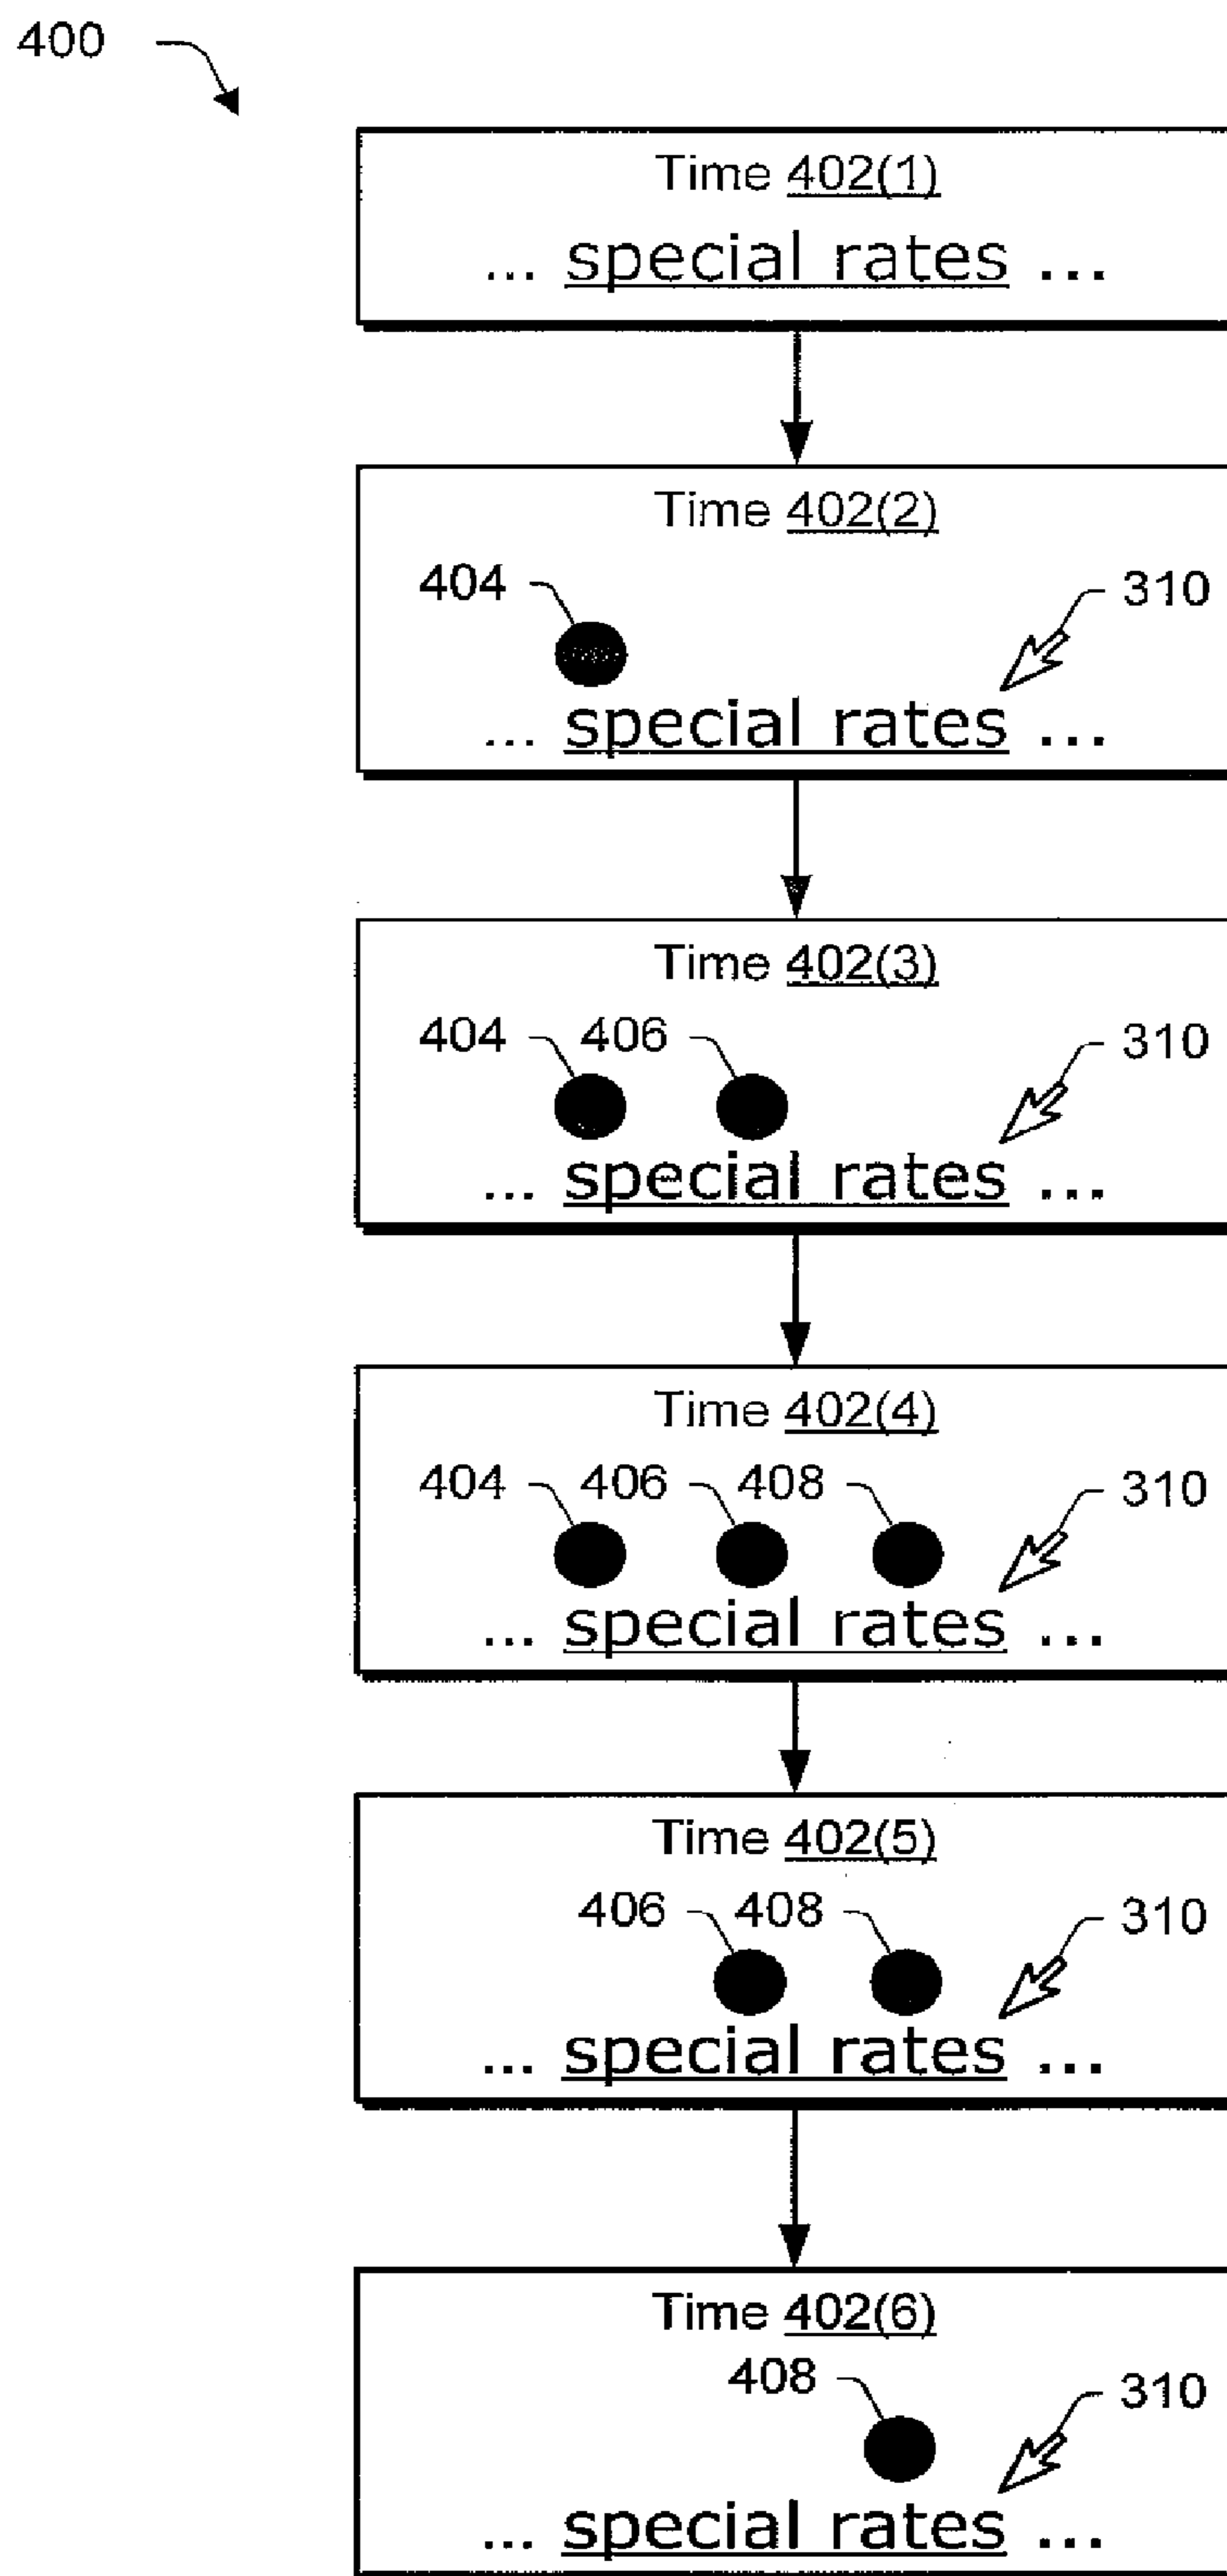 400
Time 402(1)
... special rates ...
Time 402(2)
404 310
... special rates ...
Time 402(3)
404 406 310
... special rates ...
Time 402(4)
404 406 408 310
... special rates ...
Time 402(5)
406 408 310
... special rates ...
Time 402(6)
408 310
... special rates ...